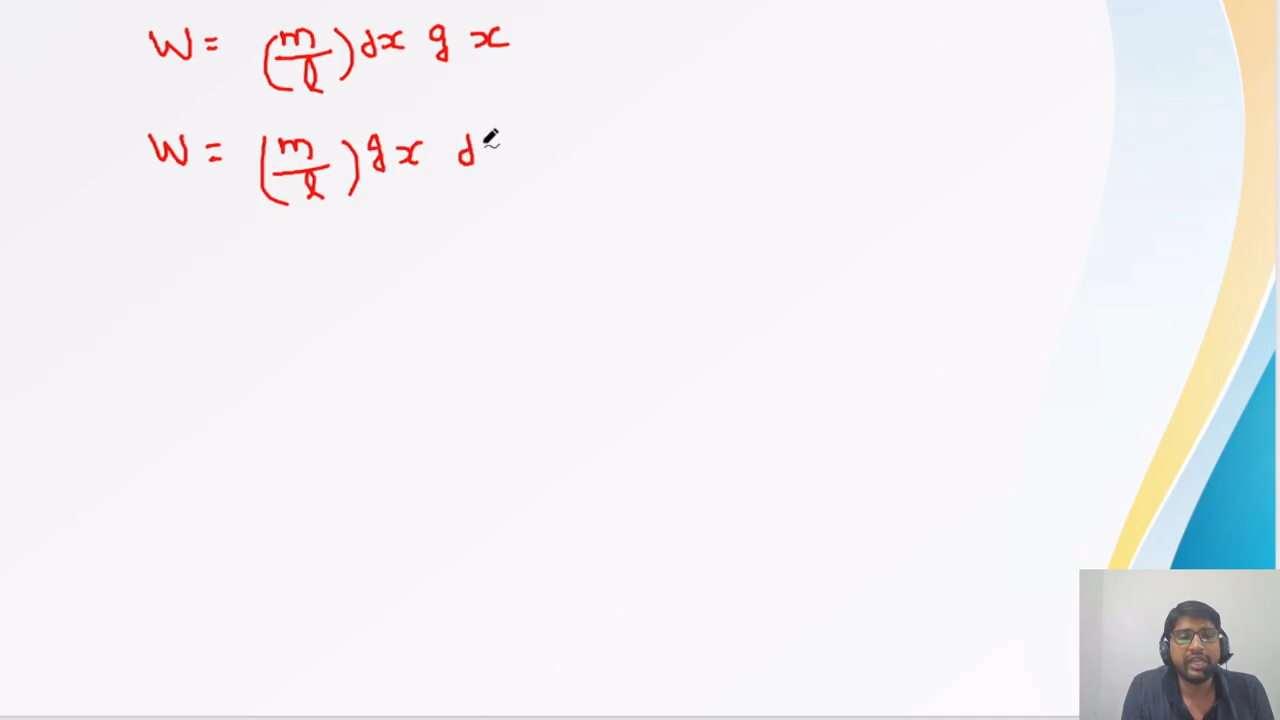 W = (m/l) dx g x
W = (m/l) g x d